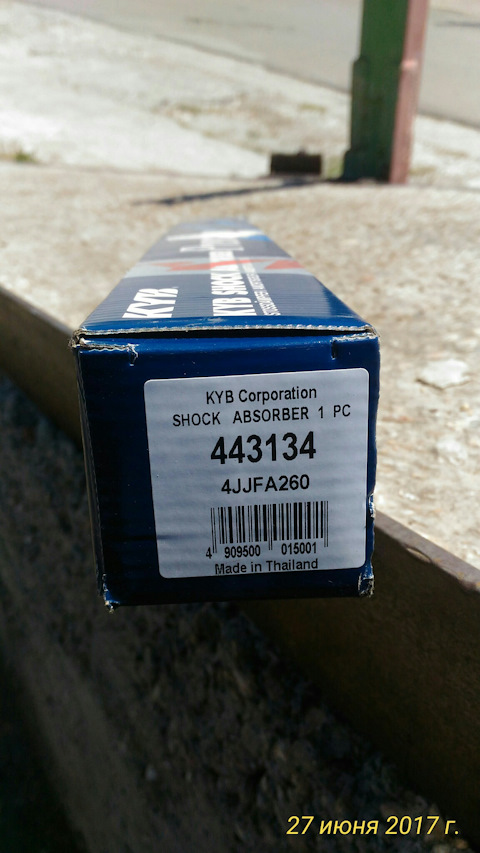 KYB
KYB SHOCK
KYB Corporation
SHOCK ABSORBER 1 PC
443134
4JJFA260
4 909500 015001
Made in Thailand
27 июня 2017 г.